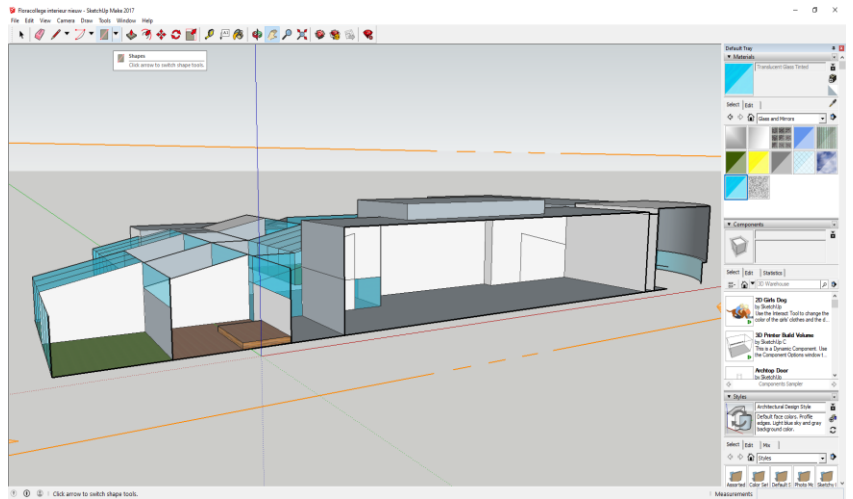 Floracollege interieur nieuw - SketchUp Make 2017
File Edit View Camera Draw Tools Window Help
Shapes
Click arrow to switch shape tools.
Default Tray
Materials
Translucent Glass Tinted
Select Edit
Glass and Mirrors
Components
Select Edit Statistics
3D Warehouse
2D Girls Dog
by SketchUp
Use the Interact Tool to change the
color of the girls' clothes and the d...
3D Printer Build Volume
by SketchUp C
This is a Dynamic Component. Use
the Component Options window t...
Archtop Door
by SketchUp
Components Sampler
Styles
Architectural Design Style
Default face colors. Profile
edges. Light blue sky and gray
background color.
Select Edit Mix
Styles
Assorted Color Set Default S Photo Mo Sketchy
Click arrow to switch shape tools.
Measurements